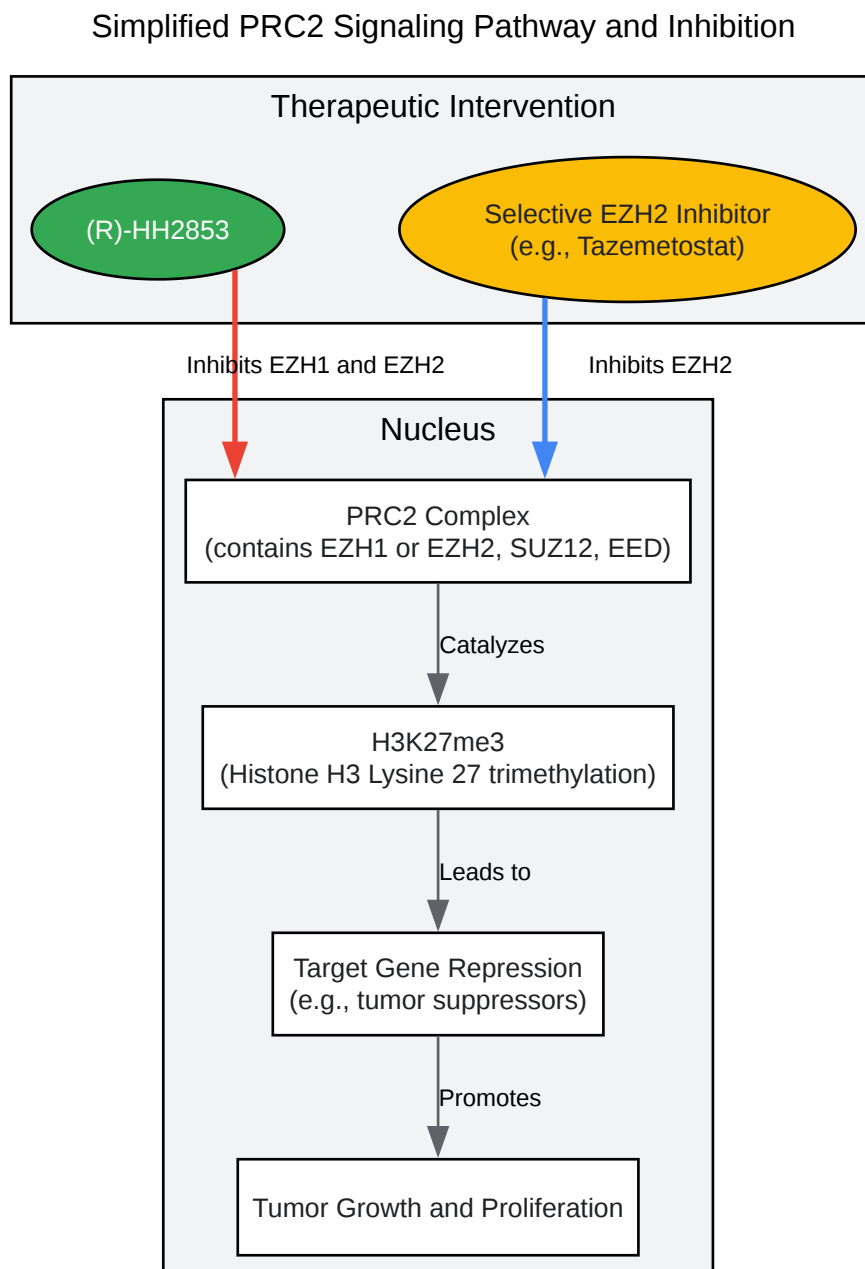 Simplified PRC2 Signaling Pathway and Inhibition
Therapeutic Intervention
(R)-HH2853
Selective EZH2 Inhibitor
(e.g., Tazemetostat)
Inhibits EZH1 and EZH2
Inhibits EZH2
Nucleus
PRC2 Complex
(contains EZH1 or EZH2, SUZ12, EED)
Catalyzes
H3K27me3
(Histone H3 Lysine 27 trimethylation)
Leads to
Target Gene Repression
(e.g., tumor suppressors)
Promotes
Tumor Growth and Proliferation